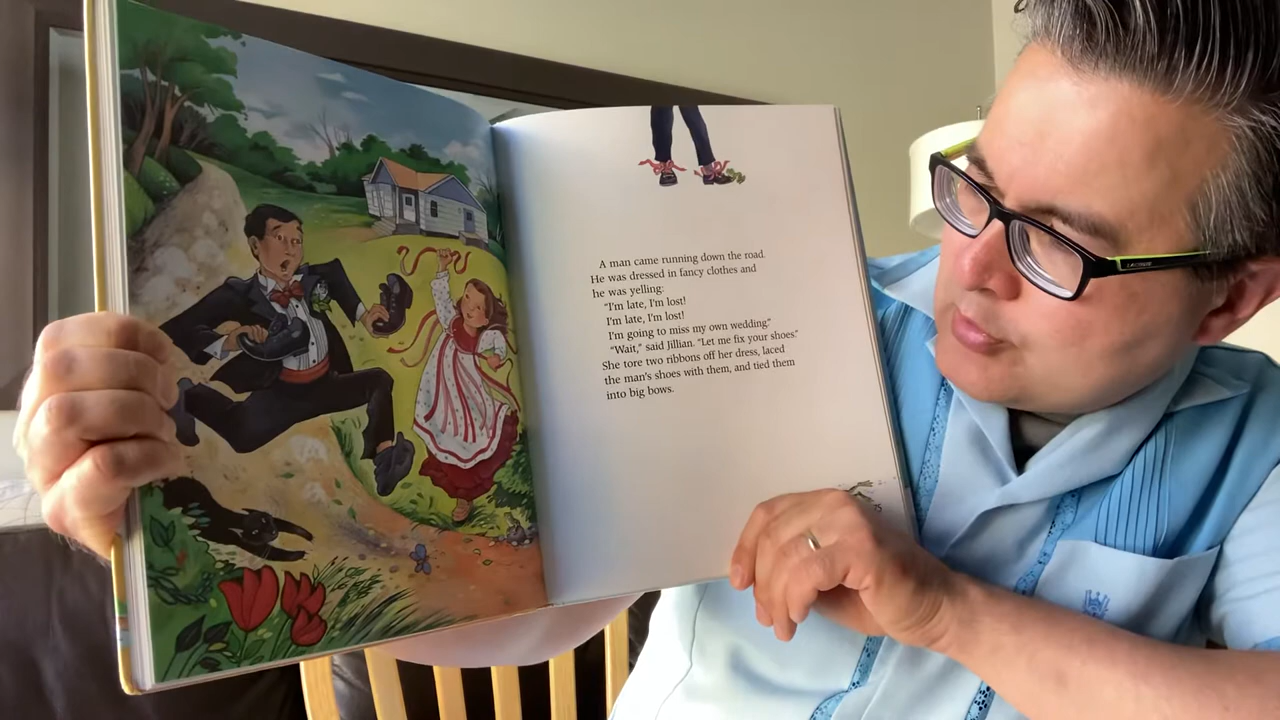 A man came running down the road.
He was dressed in fancy clothes and
he was yelling:
"I'm late, I'm lost!
I'm late, I'm lost!
I'm going to miss my own wedding."
"Wait," said Jillian. "Let me fix your shoes."
She tore two ribbons off her dress, laced
the man's shoes with them, and tied them
into big bows.
LACOSTE